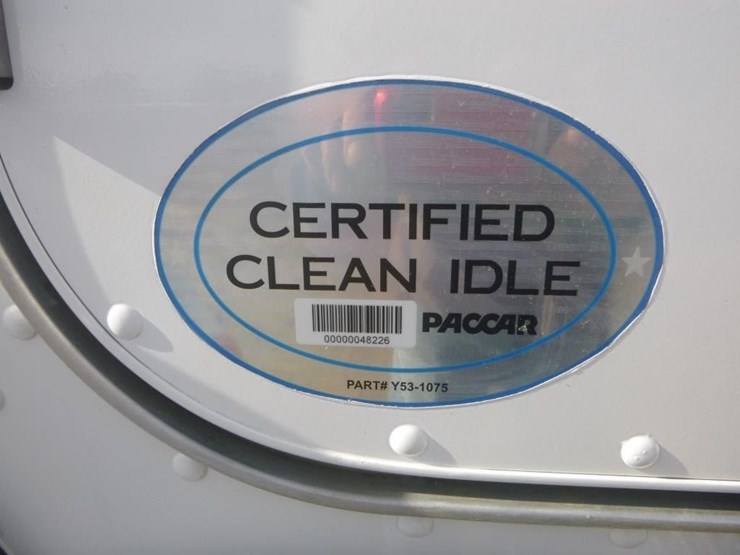 CERTIFIED
CLEAN IDLE
00000048226
PACCAR
PART# Y53-1075